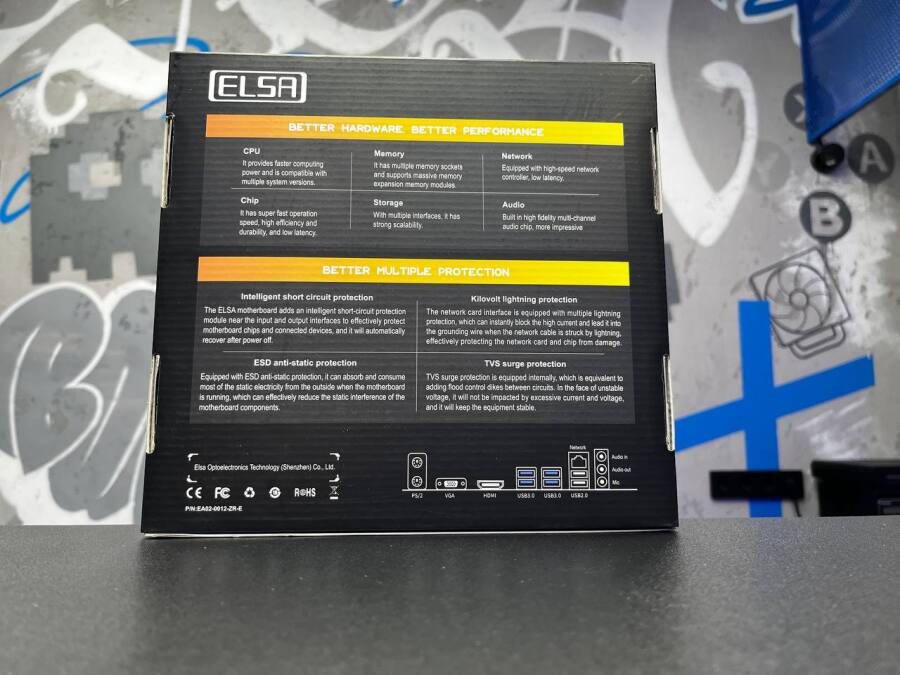 ELSA
BETTER HARDWARE BETTER PERFORMANCE
CPU
It provides faster computing
power and is compatible with
multiple system versions.
Memory
It has multiple memory sockets
and supports massive memory
expansion memory modules
Network
Equipped with high-speed network
controller, low latency.
Chip
It has super fast operation
speed, high efficiency and
durability, and low latency.
Storage
With multiple interfaces, it has
strong scalability.
Audio
Built in high fidelity multi-channel
audio chip, more impressive
BETTER MULTIPLE PROTECTION
Intelligent short circuit protection
The ELSA motherboard adds an intelligent short-circuit protection
module near the input and output interfaces to effectively protect
motherboard chips and connected devices, and it will automatically
recover after power off.
Kilovolt lightning protection
The network card interface is equipped with multiple lightning
protection, which can instantly block the high current and lead it into
the grounding wire when the network cable is struck by lightning,
effectively protecting the network card and chip from damage.
ESD anti-static protection
Equipped with ESD anti-static protection, it can absorb and consume
most of the static electricity from the outside when the motherboard
is running, which can effectively reduce the static interference of the
motherboard components.
TVS surge protection
TVS surge protection is equipped internally, which is equivalent to
adding flood control dikes between circuits. In the face of unstable
voltage, it will not be impacted by excessive current and voltage,
and it will keep the equipment stable.
Elsa Optoelectronics Technology (Shenzhen) Co., Ltd.
CE FC RoHS
P/N:EA02-0012-ZR-E
Network
Audio in
Audio out
Mic
PS/2 VGA HDMI USB3.0 USB3.0 USB2.0
X
A
B